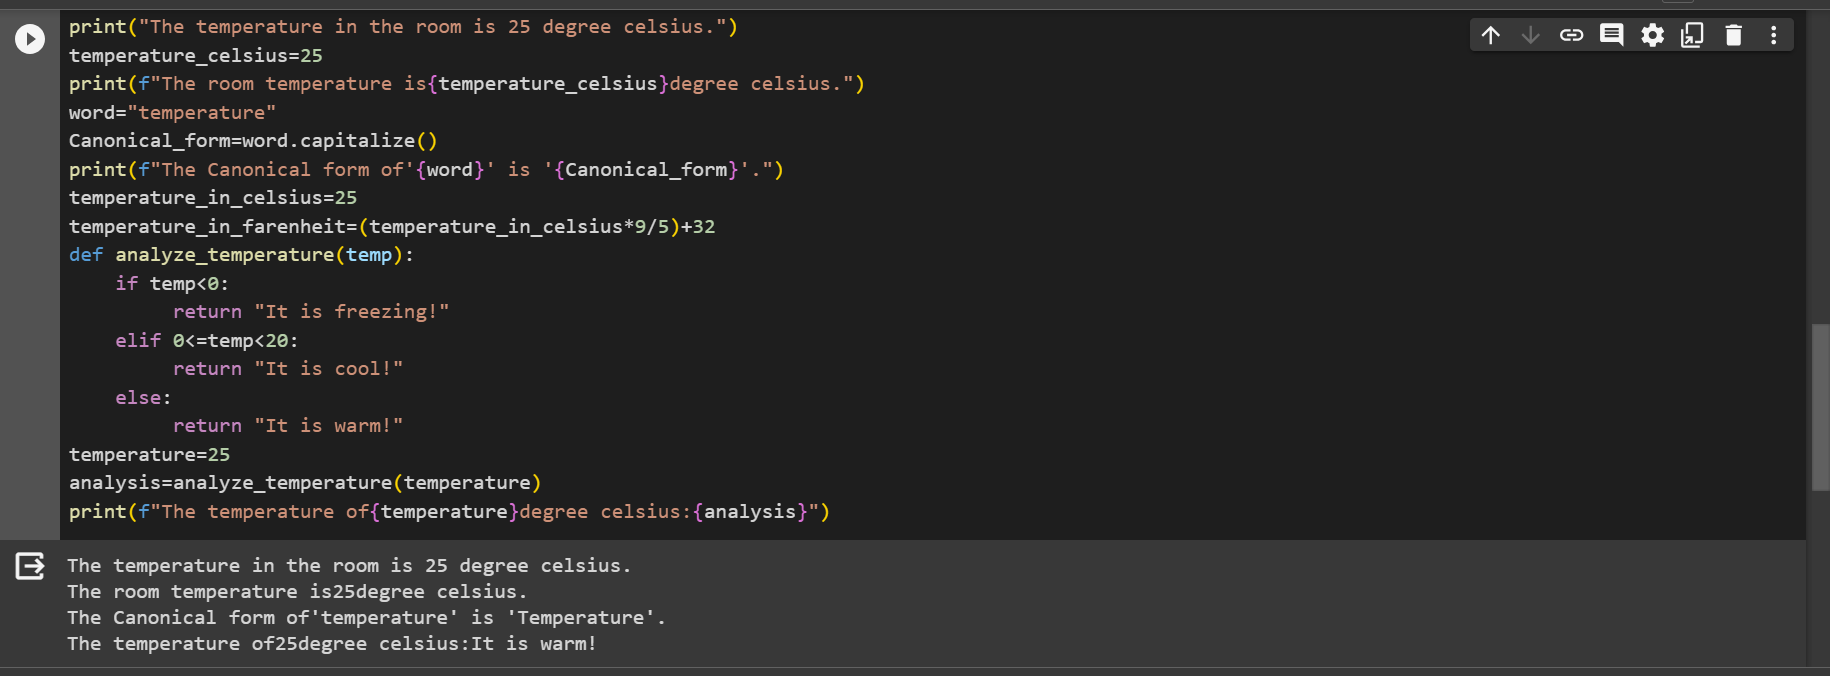 print("The temperature in the room is 25 degree celsius.")
temperature_celsius=25
print(f"The room temperature is{temperature_celsius}degree celsius.")
word="temperature"
Canonical_form=word.capitalize()
print(f"The Canonical form of'{word}' is '{Canonical_form}'.")
temperature_in_celsius=25
temperature_in_farenheit=(temperature_in_celsius*9/5)+32
def analyze_temperature(temp):
    if temp<0:
         return "It is freezing!"
    elif 0<=temp<20:
         return "It is cool!"
    else:
         return "It is warm!"
temperature=25
analysis=analyze_temperature(temperature)
print(f"The temperature of{temperature}degree celsius:{analysis}")
The temperature in the room is 25 degree celsius.
The room temperature is25degree celsius.
The Canonical form of'temperature' is 'Temperature'.
The temperature of25degree celsius:It is warm!